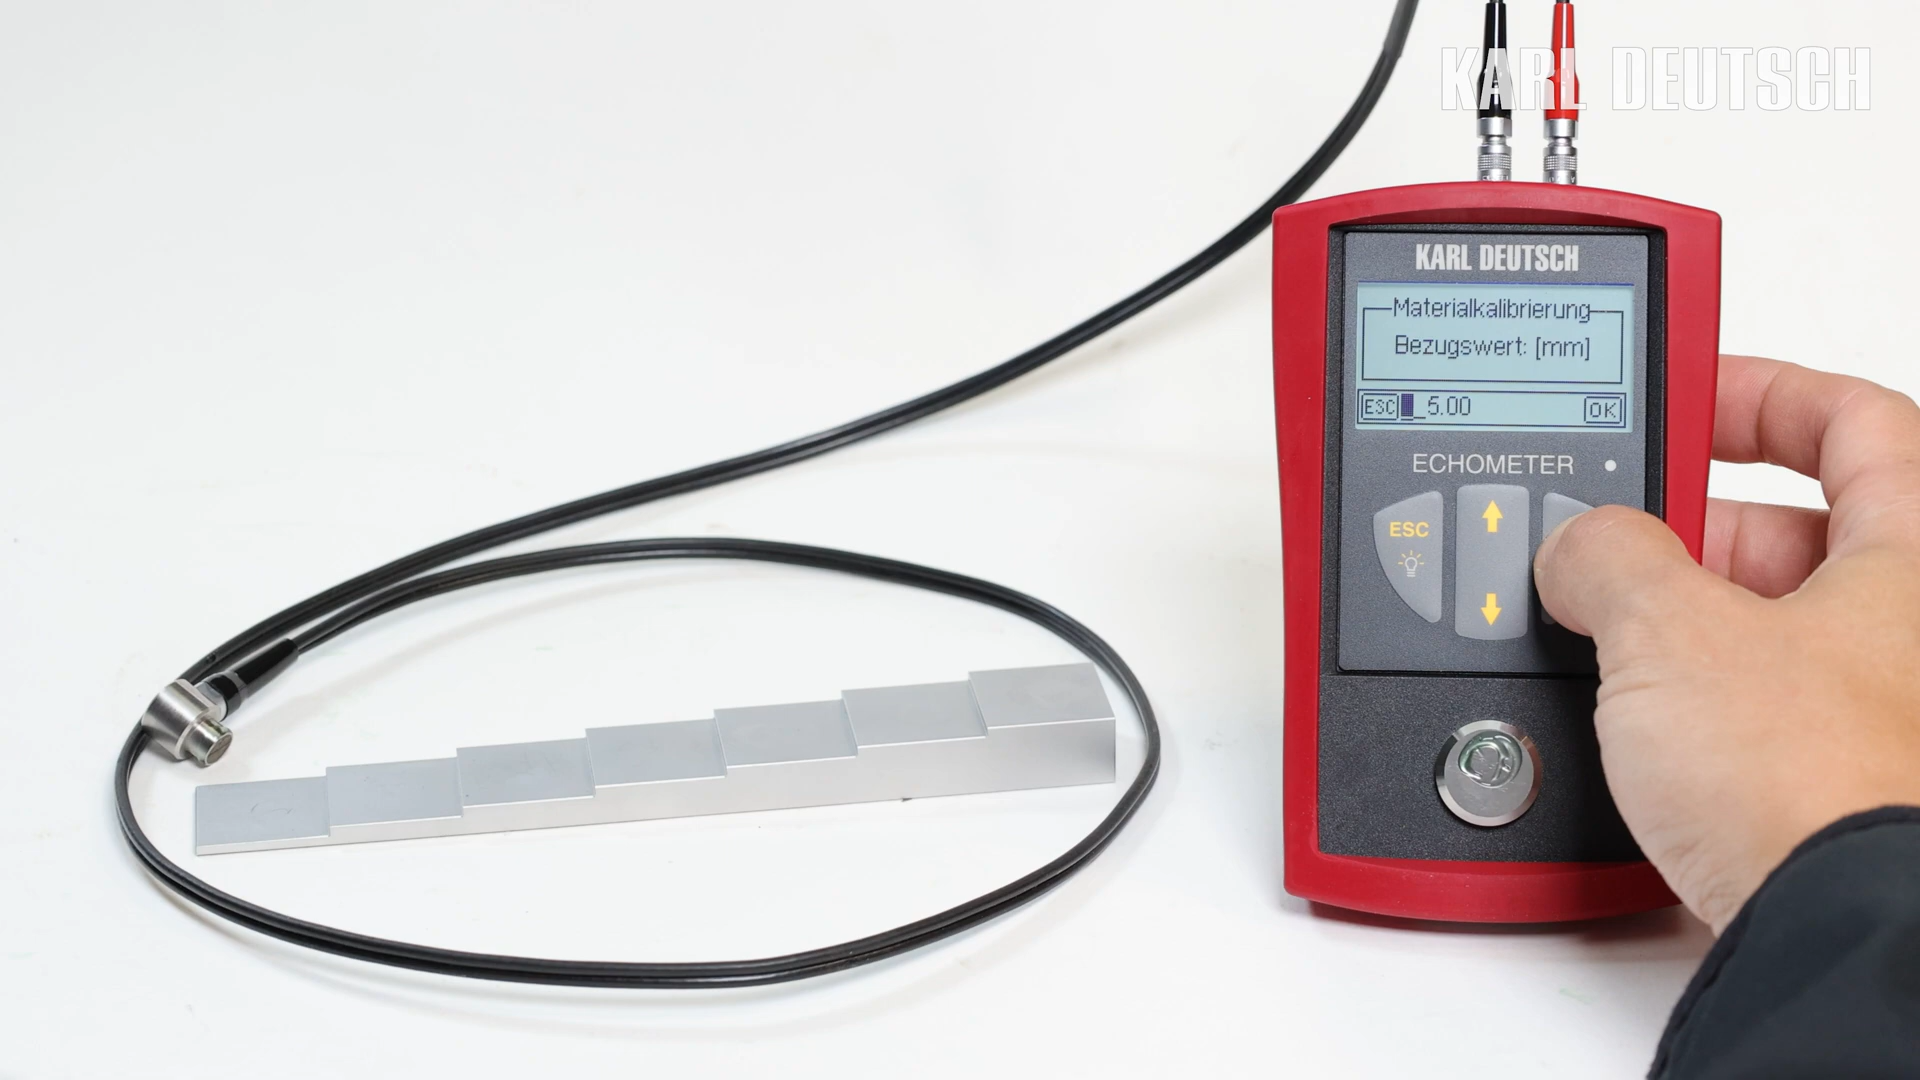 KARL DEUTSCH
KARL DEUTSCH
Materialkalibrierung
Bezugswert: [mm]
ESC _5.00 OK
ECHOMETER
ESC